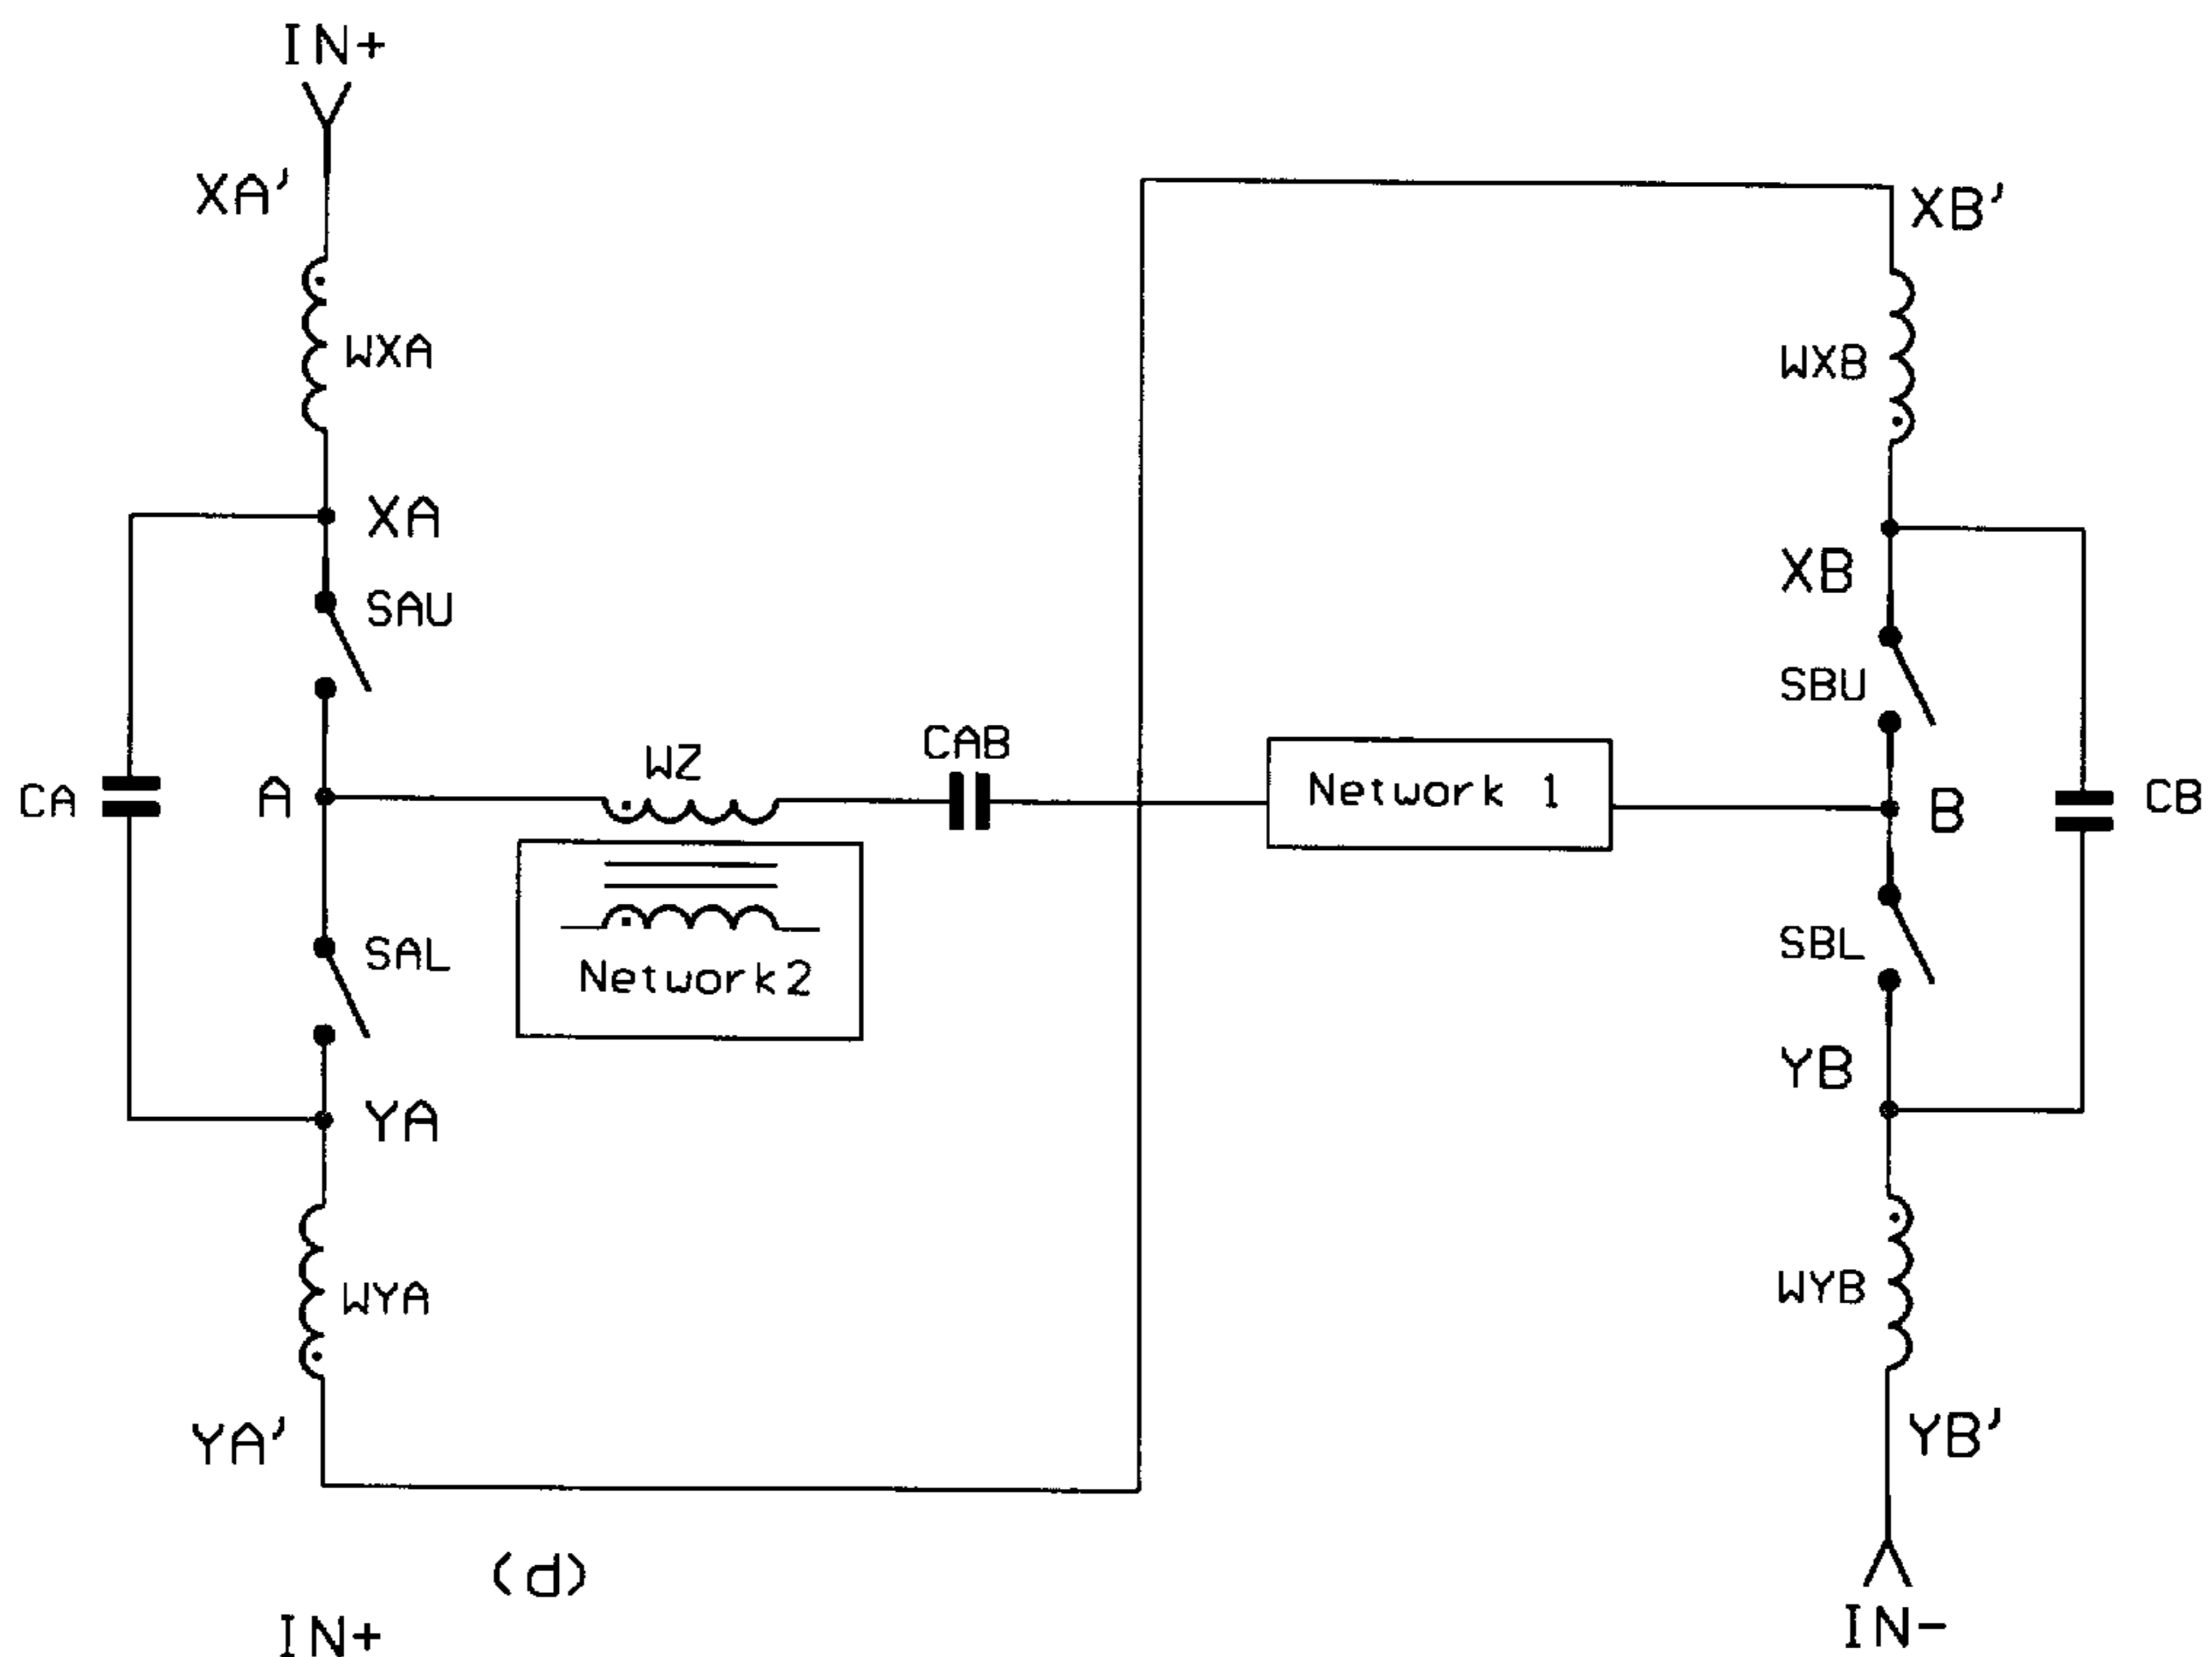 IN+
XA'
XB'
WXA
WXB
XA
XB
SAU
SBU
WZ
CAB
CA
A
Network 1
B
CB
SAL
SBL
Network2
YA
YB
WYA
WYB
YA'
YB'
(d)
IN+
IN-